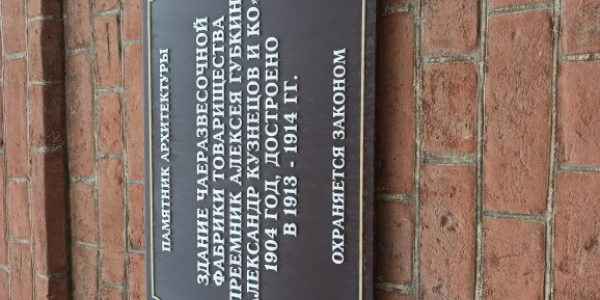 ПАМЯТНИК АРХИТЕКТУРЫ
ЗДАНИЕ ЧАЕРАЗВЕСОЧНОЙ
ФАБРИКИ ТОВАРИЩЕСТВА
ПРЕЕМНИК АЛЕКСЕЯ ГУБКИН
ЛЕКСАНДР КУЗНЕЦОВ И КО»
1904 ГОД, ДОСТРОЕНО
В 1913 - 1914 ГГ.
ОХРАНЯЕТСЯ ЗАКОНОМ